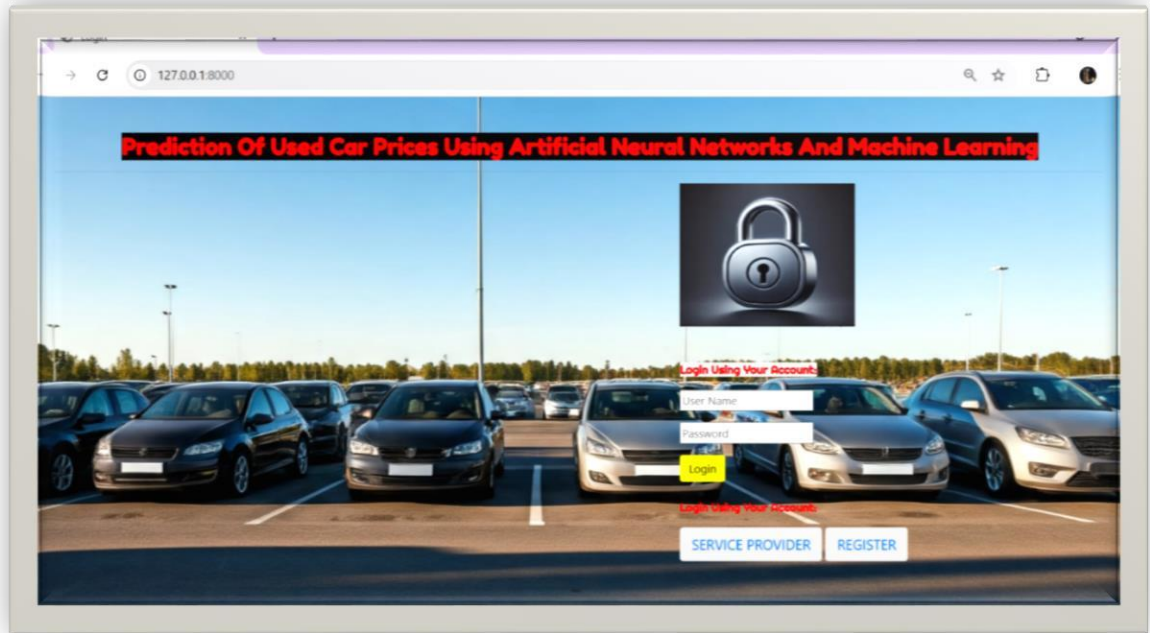 Login
127.0.0.1:8000
Prediction Of Used Car Prices Using Artificial Neural Networks And Machine Learning
Login Using Your Account:
User Name
Password
Login
Login Using Your Account:
SERVICE PROVIDER REGISTER